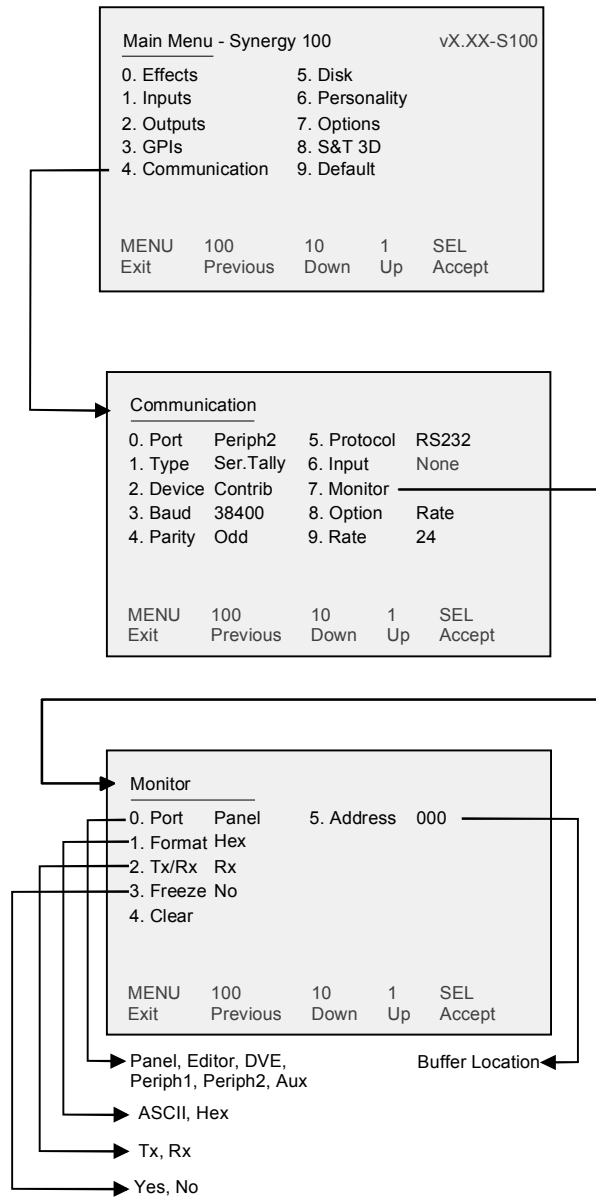 Main Menu - Synergy 100 vX.XX-S100
0. Effects 5. Disk
1. Inputs 6. Personality
2. Outputs 7. Options
3. GPIs 8. S&T 3D
4. Communication 9. Default
MENU 100 10 1 SEL
Exit Previous Down Up Accept
Communication
0. Port Periph2 5. Protocol RS232
1. Type Ser.Tally 6. Input None
2. Device Contrib 7. Monitor
3. Baud 38400 8. Option Rate
4. Parity Odd 9. Rate 24
MENU 100 10 1 SEL
Exit Previous Down Up Accept
Monitor
0. Port Panel 5. Address 000
1. Format Hex
2. Tx/Rx Rx
3. Freeze No
4. Clear
MENU 100 10 1 SEL
Exit Previous Down Up Accept
Panel, Editor, DVE, Buffer Location
Periph1, Periph2, Aux
ASCII, Hex
Tx, Rx
Yes, No